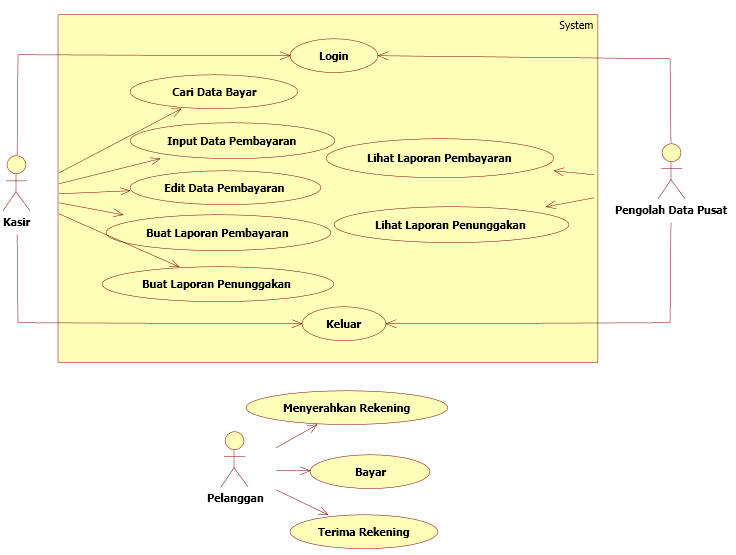 System
Login
Cari Data Bayar
Input Data Pembayaran
Lihat Laporan Pembayaran
Edit Data Pembayaran
Kasir
Pengolah Data Pusat
Buat Laporan Pembayaran
Lihat Laporan Penunggakan
Buat Laporan Penunggakan
Keluar
Menyerahkan Rekening
Bayar
Pelanggan
Terima Rekening